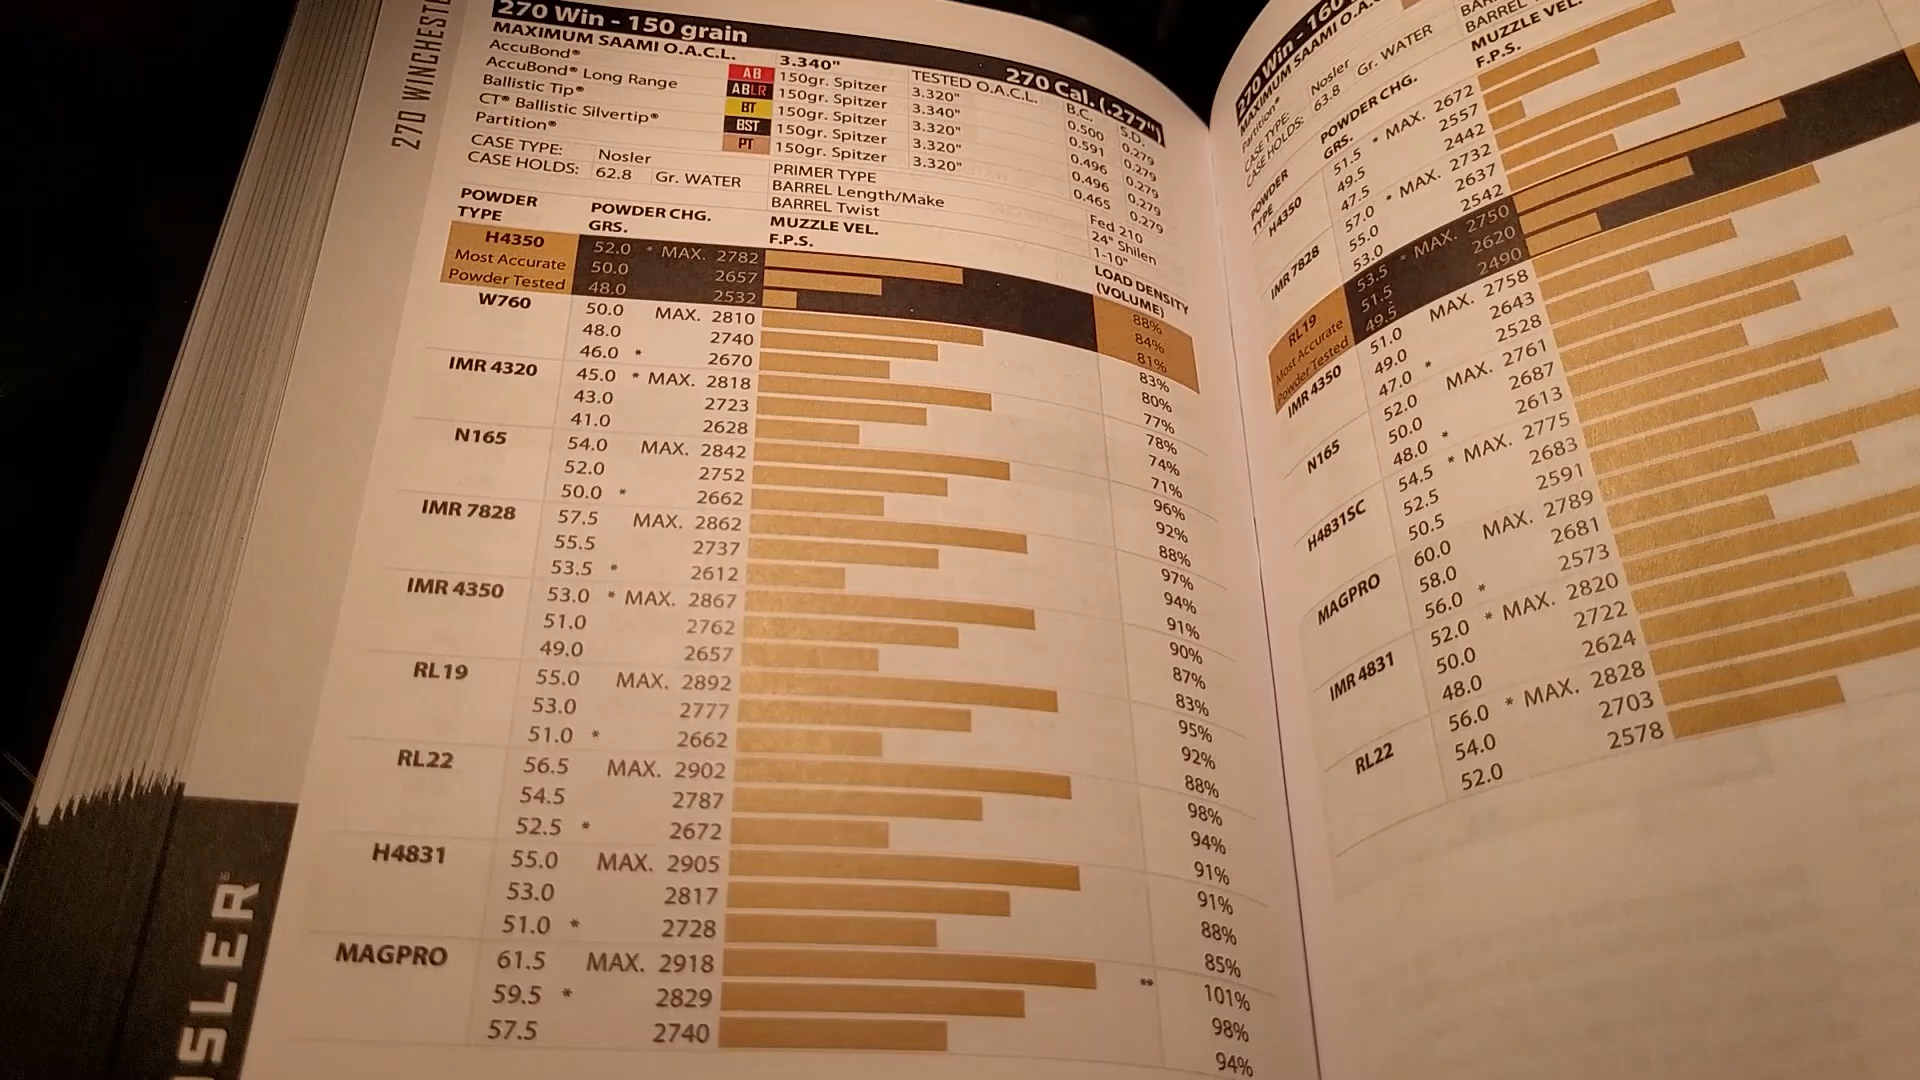 270 WINCHESTE
270 Win - 150 grain 270 Cal. (.277")
MAXIMUM SAAMI O.A.C.L. 3.340" TESTED O.A.C.L. B.C. S.D.
AccuBond® AB 150gr. Spitzer 3.320" 0.500 0.279
AccuBond® Long Range ABLR 150gr. Spitzer 3.340" 0.591 0.279
Ballistic Tip® BT 150gr. Spitzer 3.320" 0.496 0.279
CT® Ballistic Silvertip® BST 150gr. Spitzer 3.320" 0.496 0.279
Partition® PT 150gr. Spitzer 3.320" 0.465 0.279
CASE TYPE: Nosler PRIMER TYPE Fed 210
CASE HOLDS: 62.8 Gr. WATER BARREL Length/Make 24" Shilen
BARREL Twist 1-10"
POWDER TYPE POWDER CHG. GRS. MUZZLE VEL. F.P.S. LOAD DENSITY (VOLUME)
H4350 52.0 * MAX. 2782 88%
Most Accurate 50.0 2657 84%
Powder Tested 48.0 2532 81%
W760 50.0 MAX. 2810 83%
48.0 2740 80%
46.0 * 2670 77%
IMR 4320 45.0 * MAX. 2818 78%
43.0 2723 74%
41.0 2628 71%
N165 54.0 MAX. 2842 96%
52.0 2752 92%
50.0 * 2662 88%
IMR 7828 57.5 MAX. 2862 97%
55.5 2737 94%
53.5 * 2612 91%
IMR 4350 53.0 * MAX. 2867 90%
51.0 2762 87%
49.0 2657 83%
RL19 55.0 MAX. 2892 95%
53.0 2777 92%
51.0 * 2662 88%
RL22 56.5 MAX. 2902 98%
54.5 2787 94%
52.5 * 2672 91%
H4831 55.0 MAX. 2905 91%
53.0 2817 88%
51.0 * 2728 85%
MAGPRO 61.5 MAX. 2918 ** 101%
59.5 * 2829 98%
57.5 2740 94%
OSLER®
270 Win - 160
MAXIMUM SAAMI O.A.C.
Partition®
CASE TYPE: Nosler
CASE HOLDS: 63.8 Gr. WATER
BARREL
MUZZLE VEL.
POWDER TYPE POWDER CHG. GRS. F.P.S.
H4350 51.5 * MAX. 2672
49.5 2557
47.5 2442
IMR 7828 57.0 * MAX. 2732
55.0 2637
53.0 2542
RL19 53.5 * MAX. 2750
Most Accurate 51.5 2620
Powder Tested 49.5 2490
IMR 4350 51.0 MAX. 2758
49.0 2643
47.0 * 2528
N165 52.0 MAX. 2761
50.0 2687
48.0 * 2613
H4831SC 54.5 * MAX. 2775
52.5 2683
50.5 2591
MAGPRO 60.0 MAX. 2789
58.0 2681
56.0 * 2573
IMR 4831 52.0 * MAX. 2820
50.0 2722
48.0 2624
RL22 56.0 * MAX. 2828
54.0 2703
52.0 2578